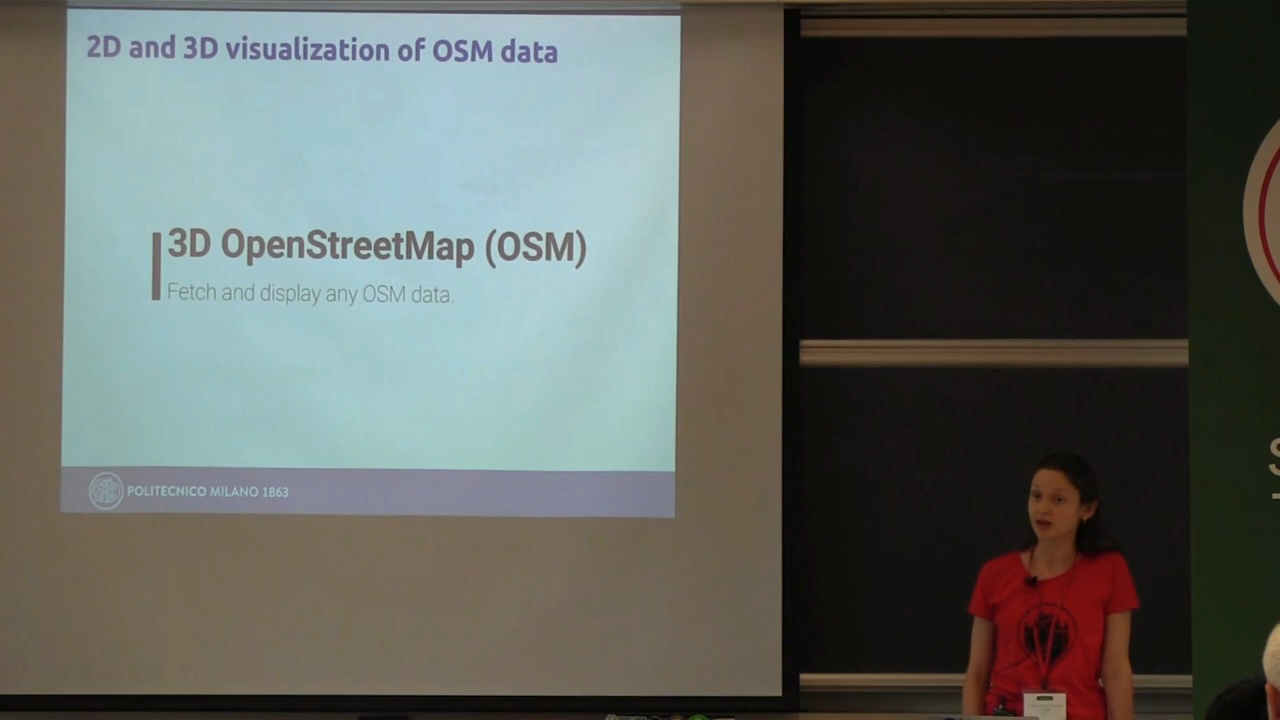 2D and 3D visualization of OSM data
3D OpenStreetMap (OSM)
Fetch and display any OSM data.
POLITECNICO MILANO 1863
S